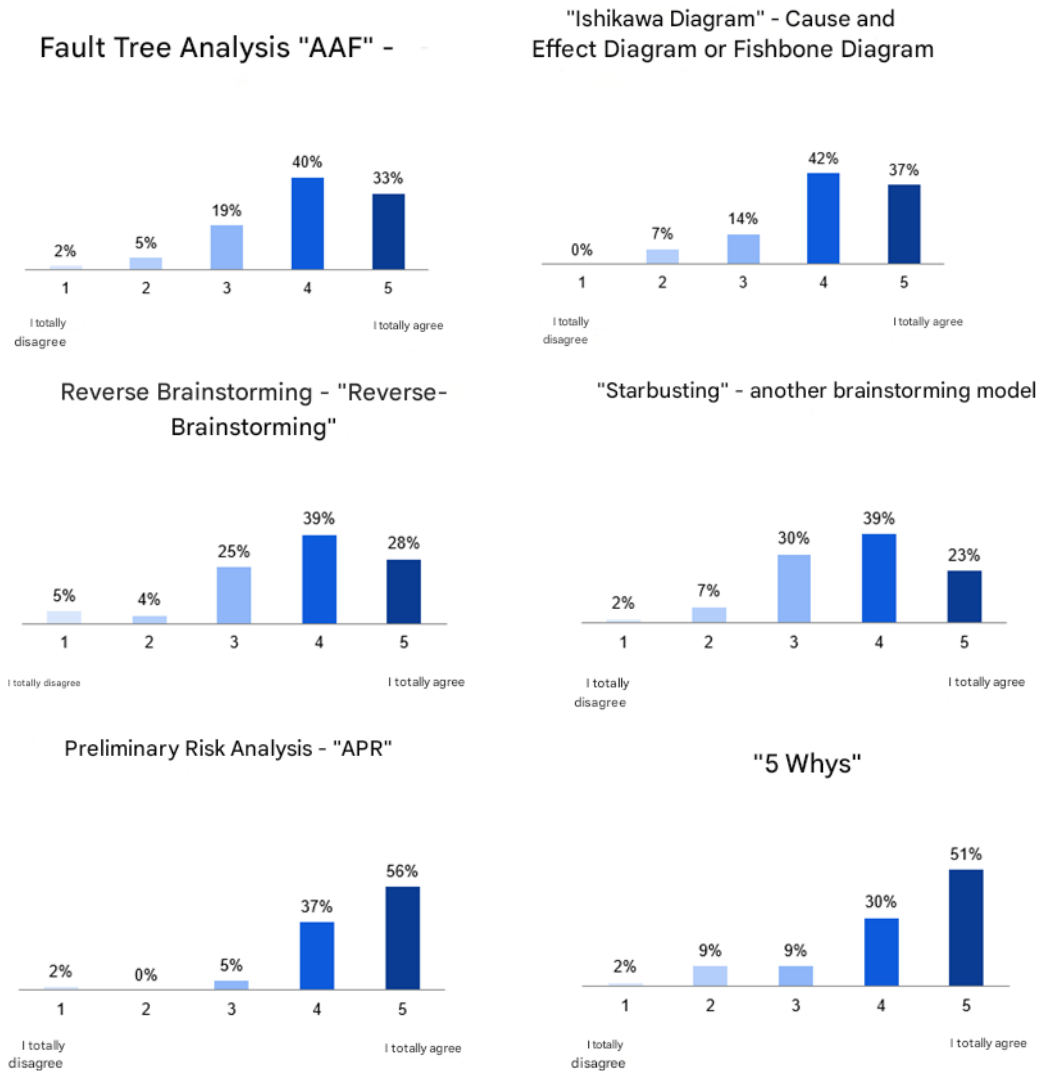 Fault Tree Analysis "AAF" -
40%
33%
19%
5%
2%
1 2 3 4 5
I totally
disagree
I totally agree
"Ishikawa Diagram" - Cause and
Effect Diagram or Fishbone Diagram
42%
37%
14%
7%
0%
1 2 3 4 5
I totally
disagree
I totally agree
Reverse Brainstorming - "Reverse-
Brainstorming"
39%
28%
25%
5%
4%
1 2 3 4 5
I totally disagree
I totally agree
"Starbusting" - another brainstorming model
39%
30%
23%
7%
2%
1 2 3 4 5
I totally
disagree
I totally agree
Preliminary Risk Analysis - "APR"
56%
37%
5%
2%
0%
1 2 3 4 5
I totally
disagree
I totally agree
"5 Whys"
51%
30%
9% 9%
2%
1 2 3 4 5
I totally
disagree
I totally agree